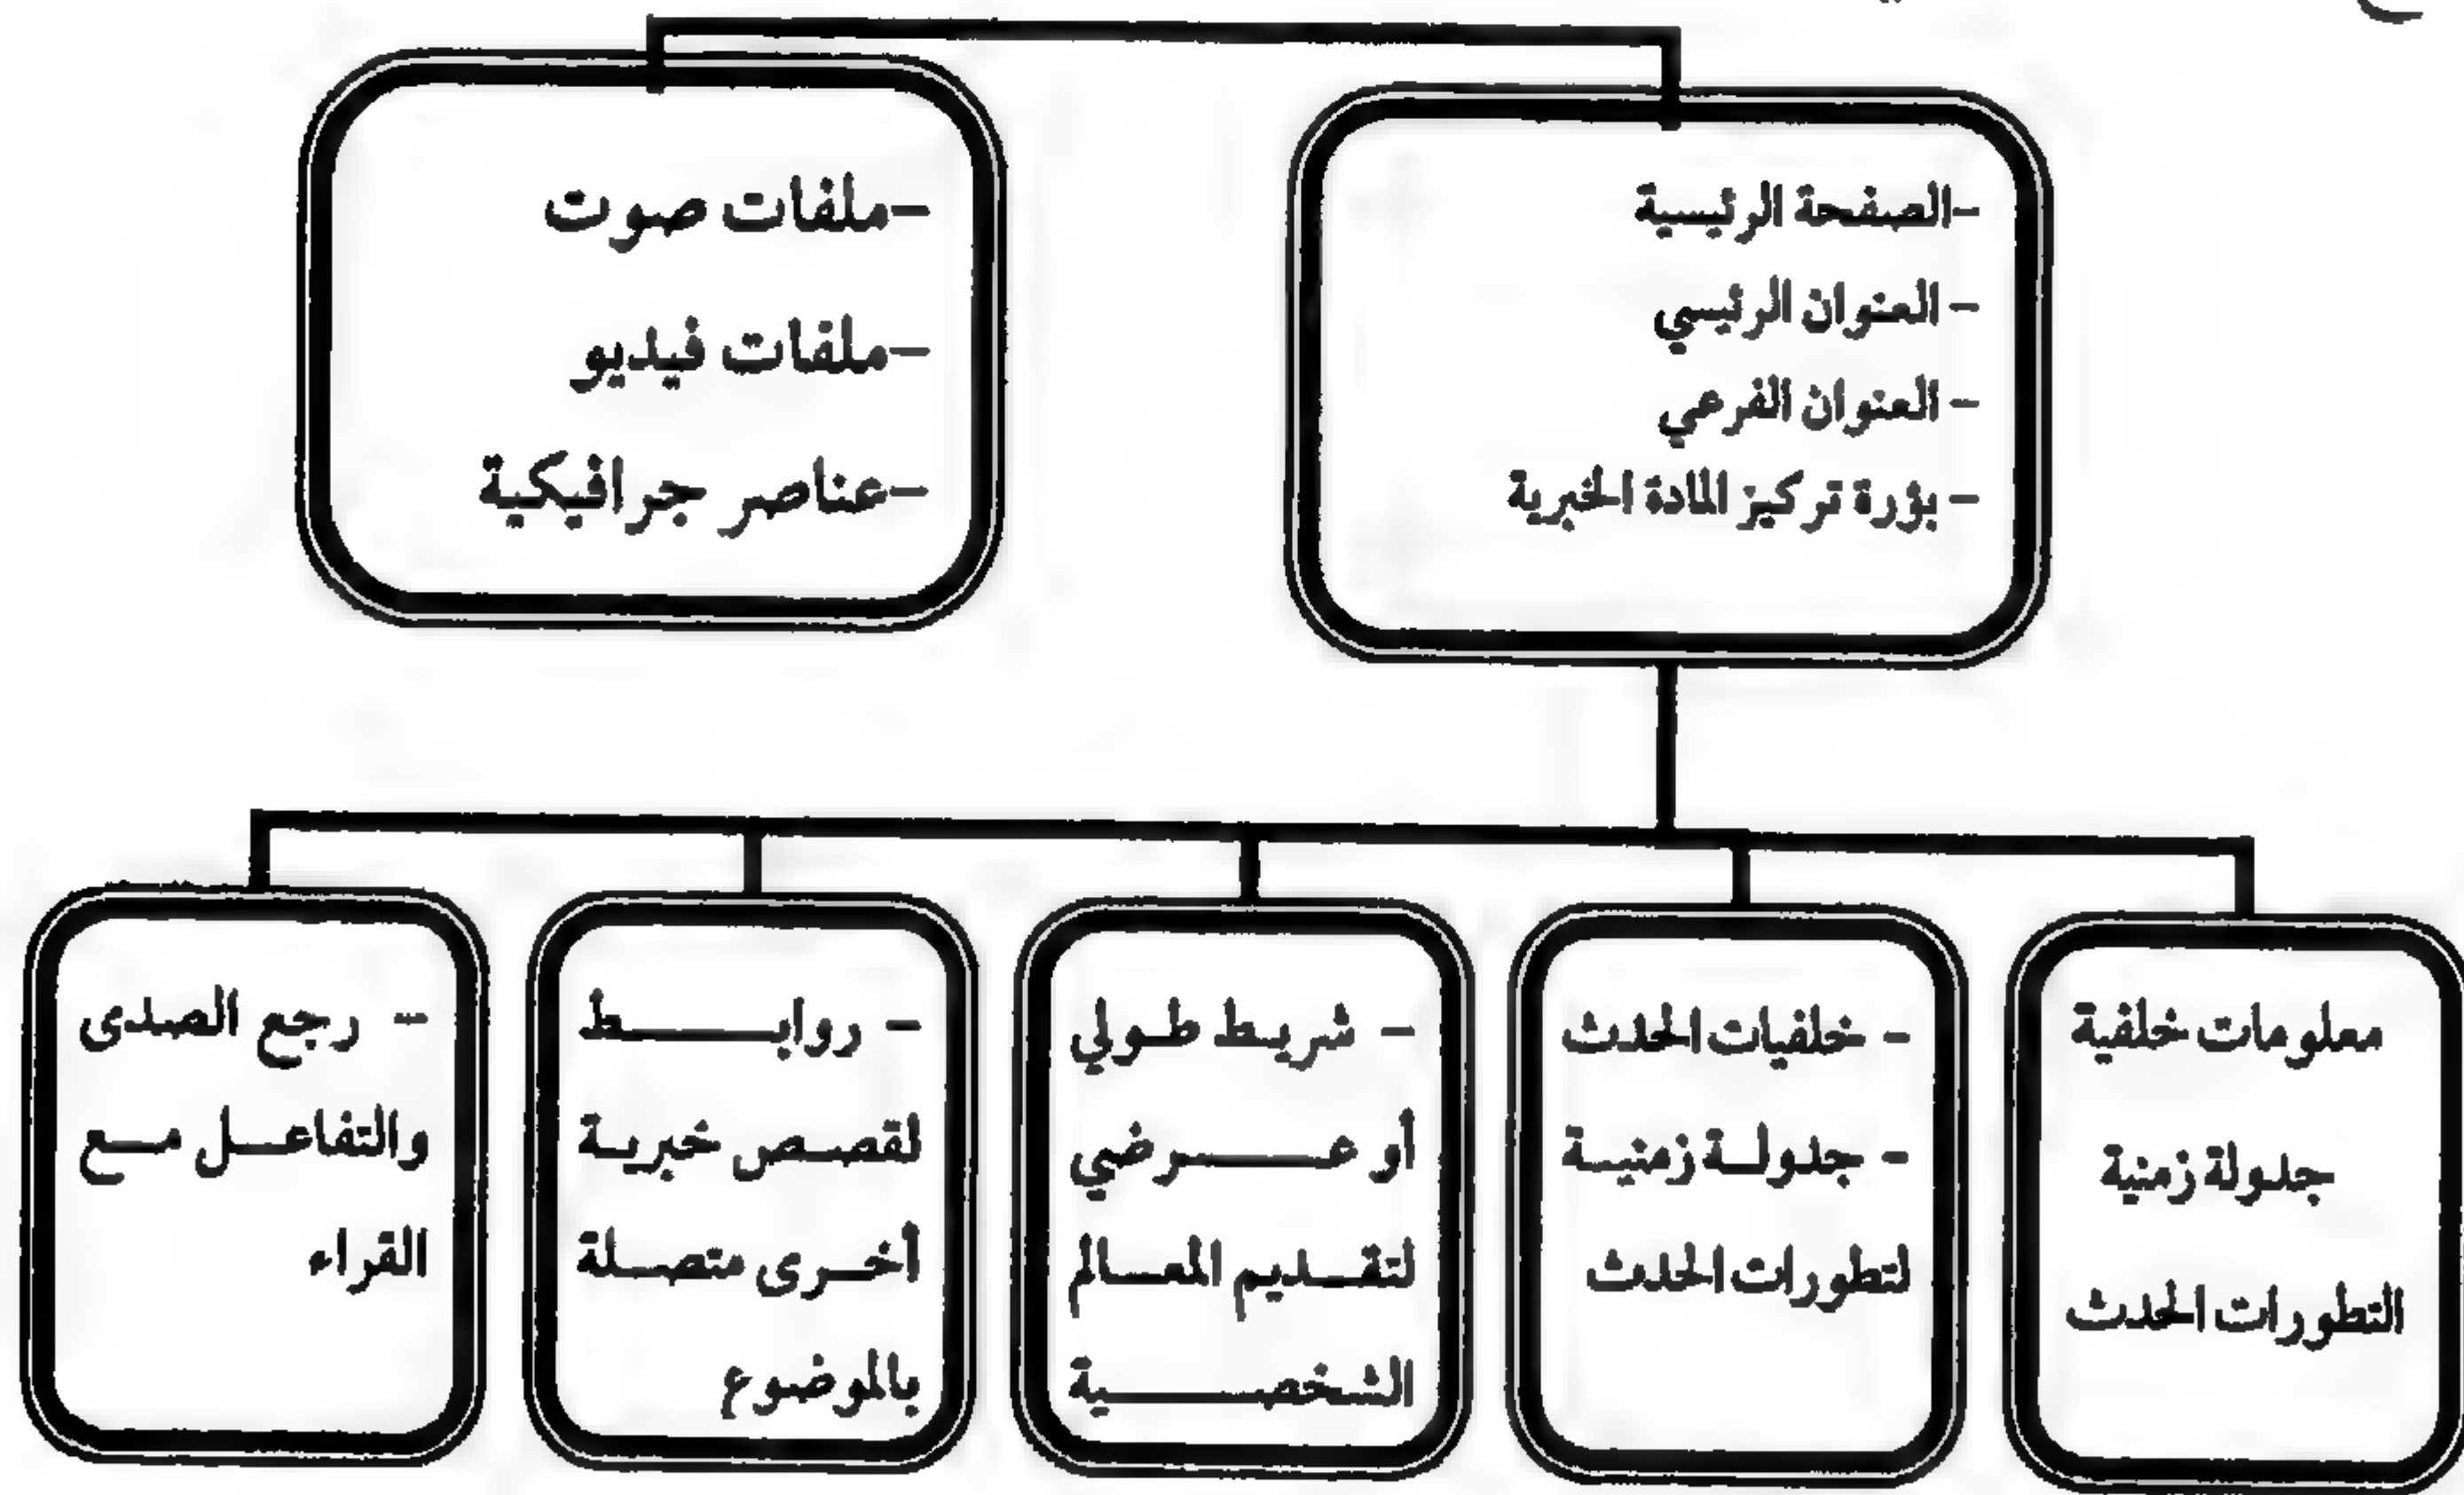 -الصفحة الرئيسية
- العنوان الرئيسي
- العنوان الفرعي
- بؤرة تركيز المادة الخبرية
-ملفات صوت
-ملفات فيديو
-عناصر جرافيكية
معلومات خلفية
جدولة زمنية
التطورات الحدث
- خلفيات الحدث
- جدولة زمنية
لتطورات الحدث
- شريط طولي
أو عرضي
لتقديم المعالم
الشخصية
- روابط
لقصص خبرية
أخرى متصلة
بالموضوع
- رجع الصدى
والتفاعل مع
القراء